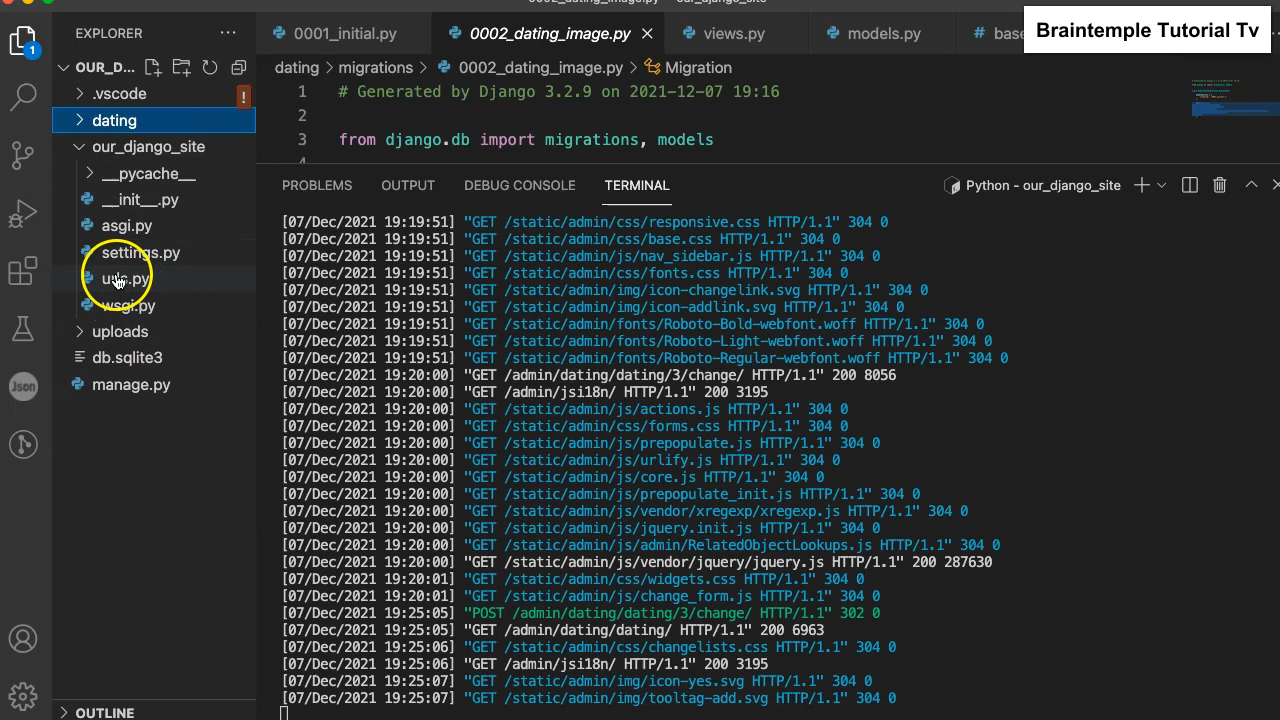 Braintemple Tutorial Tv
1
EXPLORER
0001_initial.py
0002_dating_image.py
views.py
models.py
OUR_D...
dating > migrations > 0002_dating_image.py > Migration
.vscode
!
dating
our_django_site
__pycache__
__init__.py
asgi.py
settings.py
wsgi.py
uploads
db.sqlite3
manage.py
Json
OUTLINE
1 # Generated by Django 3.2.9 on 2021-12-07 19:16
2
3 from django.db import migrations, models
PROBLEMS OUTPUT DEBUG CONSOLE TERMINAL
Python - our_django_site
[07/Dec/2021 19:19:51] "GET /static/admin/css/responsive.css HTTP/1.1" 304 0
[07/Dec/2021 19:19:51] "GET /static/admin/css/base.css HTTP/1.1" 304 0
[07/Dec/2021 19:19:51] "GET /static/admin/js/nav_sidebar.js HTTP/1.1" 304 0
[07/Dec/2021 19:19:51] "GET /static/admin/css/fonts.css HTTP/1.1" 304 0
[07/Dec/2021 19:19:51] "GET /static/admin/img/icon-changelink.svg HTTP/1.1" 304 0
[07/Dec/2021 19:19:51] "GET /static/admin/img/icon-addlink.svg HTTP/1.1" 304 0
[07/Dec/2021 19:19:51] "GET /static/admin/fonts/Roboto-Bold-webfont.woff HTTP/1.1" 304 0
[07/Dec/2021 19:19:51] "GET /static/admin/fonts/Roboto-Light-webfont.woff HTTP/1.1" 304 0
[07/Dec/2021 19:19:51] "GET /static/admin/fonts/Roboto-Regular-webfont.woff HTTP/1.1" 304 0
[07/Dec/2021 19:20:00] "GET /admin/dating/dating/3/change/ HTTP/1.1" 200 8056
[07/Dec/2021 19:20:00] "GET /admin/jsi18n/ HTTP/1.1" 200 3195
[07/Dec/2021 19:20:00] "GET /static/admin/js/actions.js HTTP/1.1" 304 0
[07/Dec/2021 19:20:00] "GET /static/admin/css/forms.css HTTP/1.1" 304 0
[07/Dec/2021 19:20:00] "GET /static/admin/js/prepopulate.js HTTP/1.1" 304 0
[07/Dec/2021 19:20:00] "GET /static/admin/js/urlify.js HTTP/1.1" 304 0
[07/Dec/2021 19:20:00] "GET /static/admin/js/core.js HTTP/1.1" 304 0
[07/Dec/2021 19:20:00] "GET /static/admin/js/prepopulate_init.js HTTP/1.1" 304 0
[07/Dec/2021 19:20:00] "GET /static/admin/js/vendor/xregexp/xregexp.js HTTP/1.1" 304 0
[07/Dec/2021 19:20:00] "GET /static/admin/js/jquery.init.js HTTP/1.1" 304 0
[07/Dec/2021 19:20:00] "GET /static/admin/js/admin/RelatedObjectLookups.js HTTP/1.1" 304 0
[07/Dec/2021 19:20:00] "GET /static/admin/js/vendor/jquery/jquery.js HTTP/1.1" 200 287630
[07/Dec/2021 19:20:01] "GET /static/admin/css/widgets.css HTTP/1.1" 304 0
[07/Dec/2021 19:20:01] "GET /static/admin/js/change_form.js HTTP/1.1" 304 0
[07/Dec/2021 19:25:05] "POST /admin/dating/dating/3/change/ HTTP/1.1" 302 0
[07/Dec/2021 19:25:05] "GET /admin/dating/dating/ HTTP/1.1" 200 6963
[07/Dec/2021 19:25:06] "GET /static/admin/css/changelists.css HTTP/1.1" 304 0
[07/Dec/2021 19:25:06] "GET /admin/jsi18n/ HTTP/1.1" 200 3195
[07/Dec/2021 19:25:07] "GET /static/admin/img/icon-yes.svg HTTP/1.1" 304 0
[07/Dec/2021 19:25:07] "GET /static/admin/img/tooltag-add.svg HTTP/1.1" 304 0